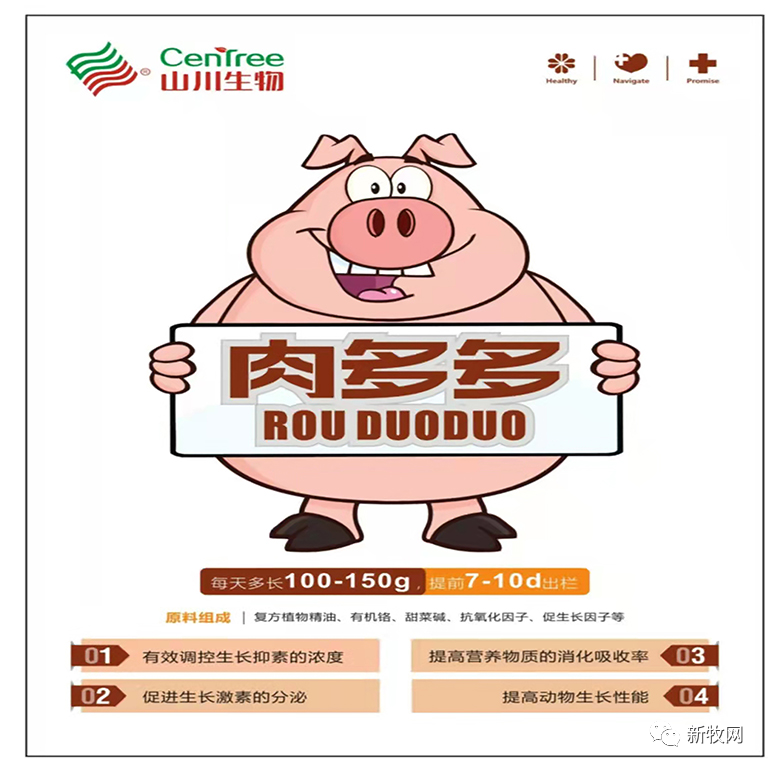 CenTree
山川生物
®
Healthy
Navigate
Promise
肉多多
ROU DUODUO
每天多长100-150g，提前7-10d出栏
原料组成 | 复方植物精油、有机铬、甜菜碱、抗氧化因子、促生长因子等
01 有效调控生长抑素的浓度
提高营养物质的消化吸收率 03
02 促进生长激素的分泌
提高动物生长性能 04
新牧网